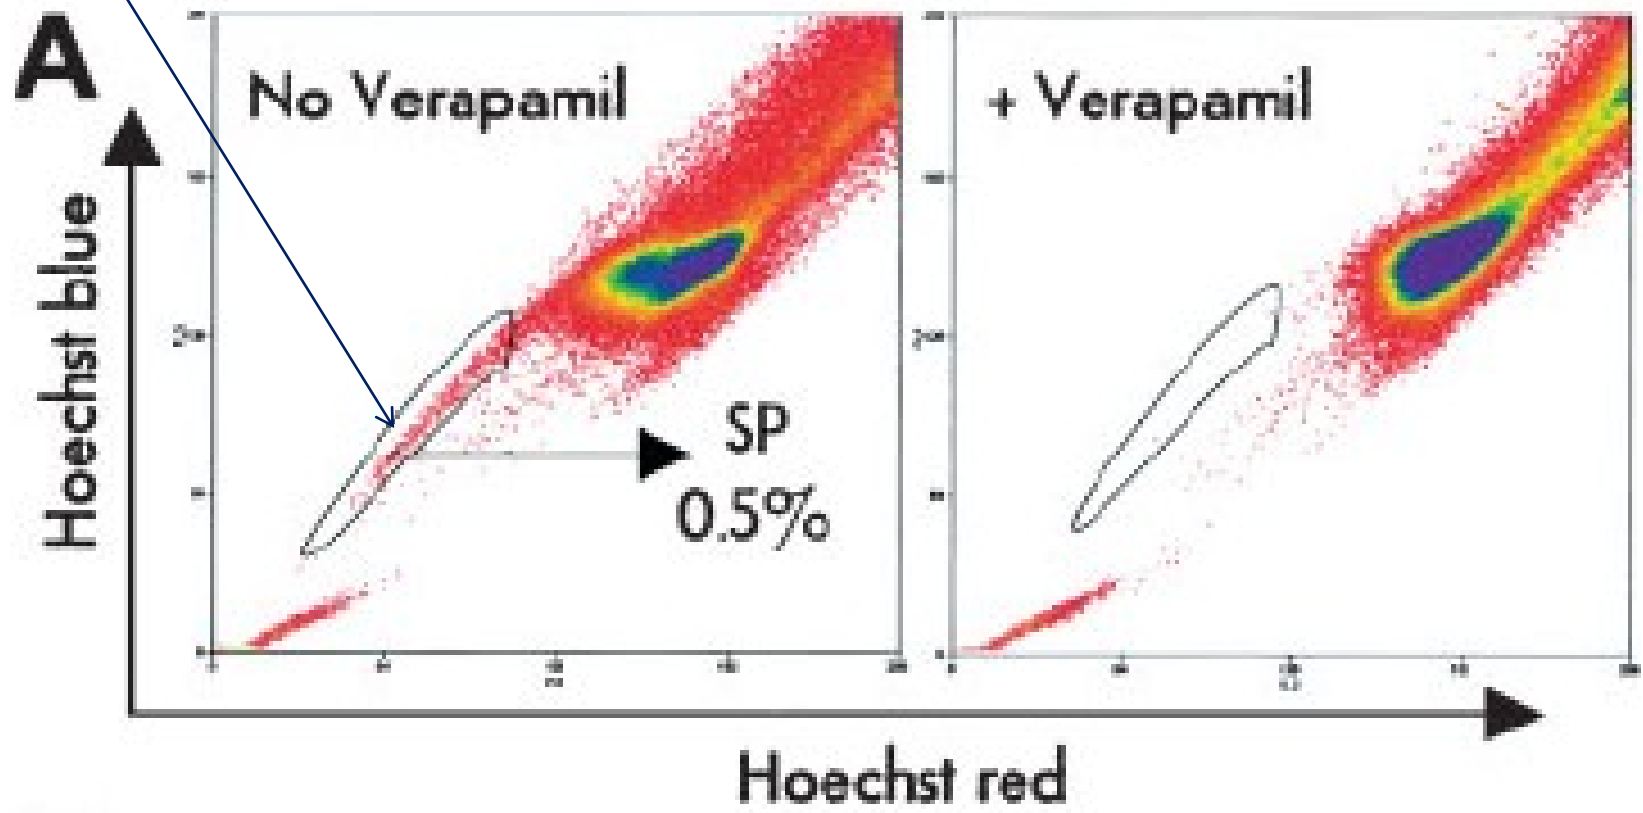 A
No Verapamil
+ Verapamil
Hoechst blue
SP
0.5%
Hoechst red